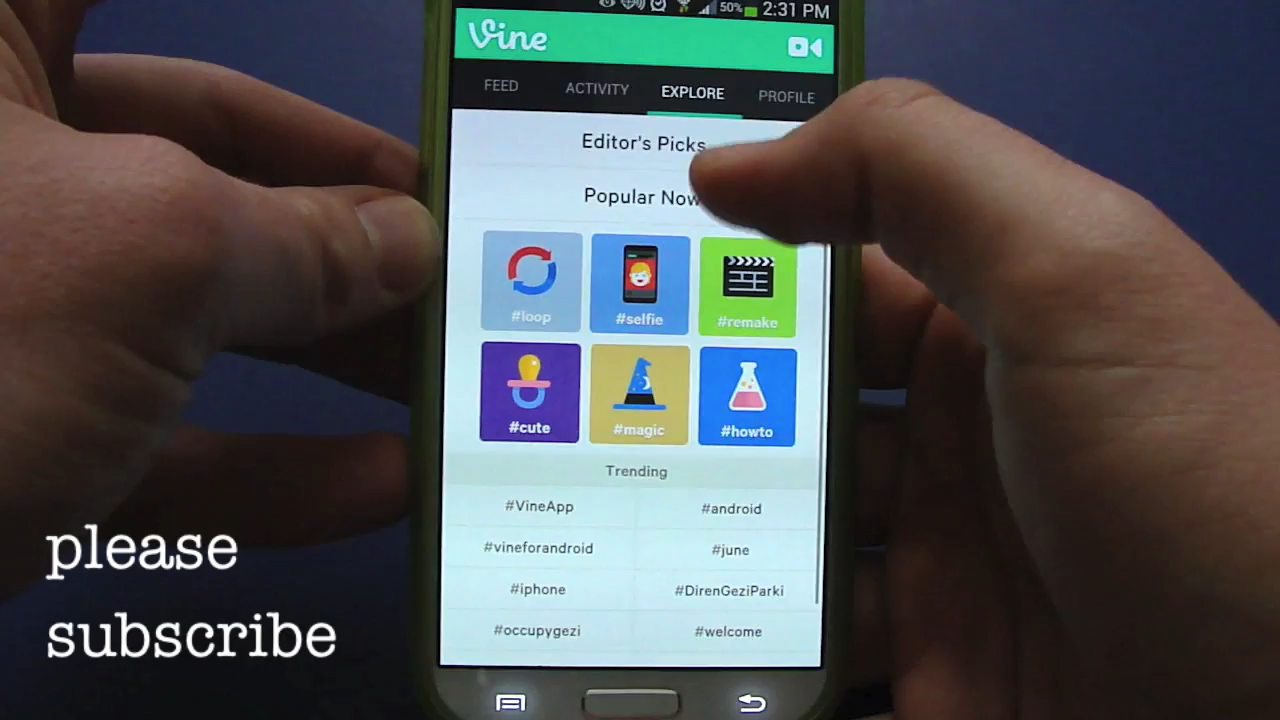 50% 2:31 PM
Vine
FEED ACTIVITY EXPLORE PROFILE
Editor's Picks
Popular Now
#loop #selfie #remake
#cute #magic #howto
Trending
#VineApp #android
#vineforandroid #june
#iphone #DirenGeziParki
#occupygezi #welcome
please
subscribe